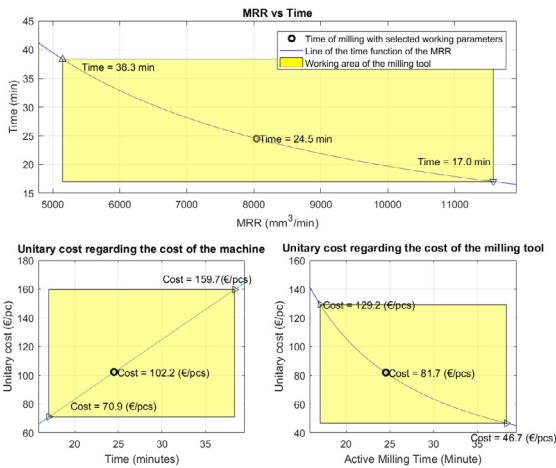 MRR vs Time
45
40
35
30
25
20
15
Time (min)
Time of milling with selected working parameters
Line of the time function of the MRR
Working area of the milling tool
Time = 38.3 min
Time = 24.5 min
Time = 17.0 min
5000 6000 7000 8000 9000 10000 11000
MRR (mm³/min)
Unitary cost regarding the cost of the machine
160
140
120
100
80
60
Unitary cost (€/pc)
Cost = 159.7(€/pcs)
Cost = 102.2 (€/pcs)
Cost = 70.9 (€/pcs)
20 25 30 35
Time (minutes)
Unitary cost regarding the cost of the milling tool
180
160
140
120
100
80
60
40
Unitary cost (€/pc)
Cost = 129.2 (€/pcs)
Cost = 81.7 (€/pcs)
Cost = 46.7 (€/pcs)
20 25 30 35
Active Milling Time (Minute)